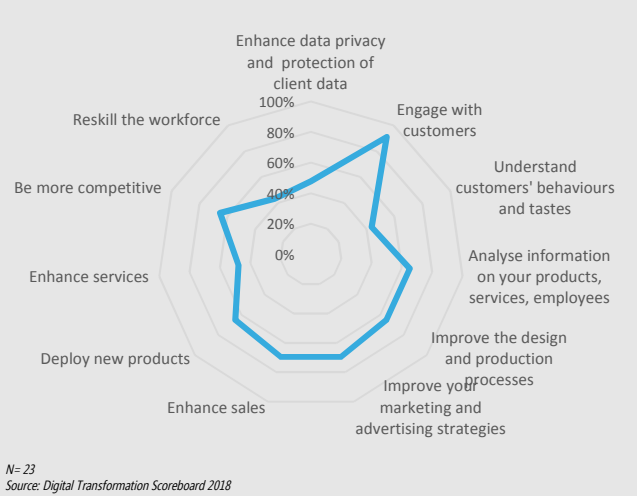 Enhance data privacy
and protection of
client data
100%
80%
60%
40%
20%
0%
Engage with
customers
Understand
customers' behaviours
and tastes
Analyse information
on your products,
services, employees
Improve the design
and production
processes
Improve your
marketing and
advertising strategies
Enhance sales
Deploy new products
Enhance services
Be more competitive
Reskill the workforce
N= 23
Source: Digital Transformation Scoreboard 2018